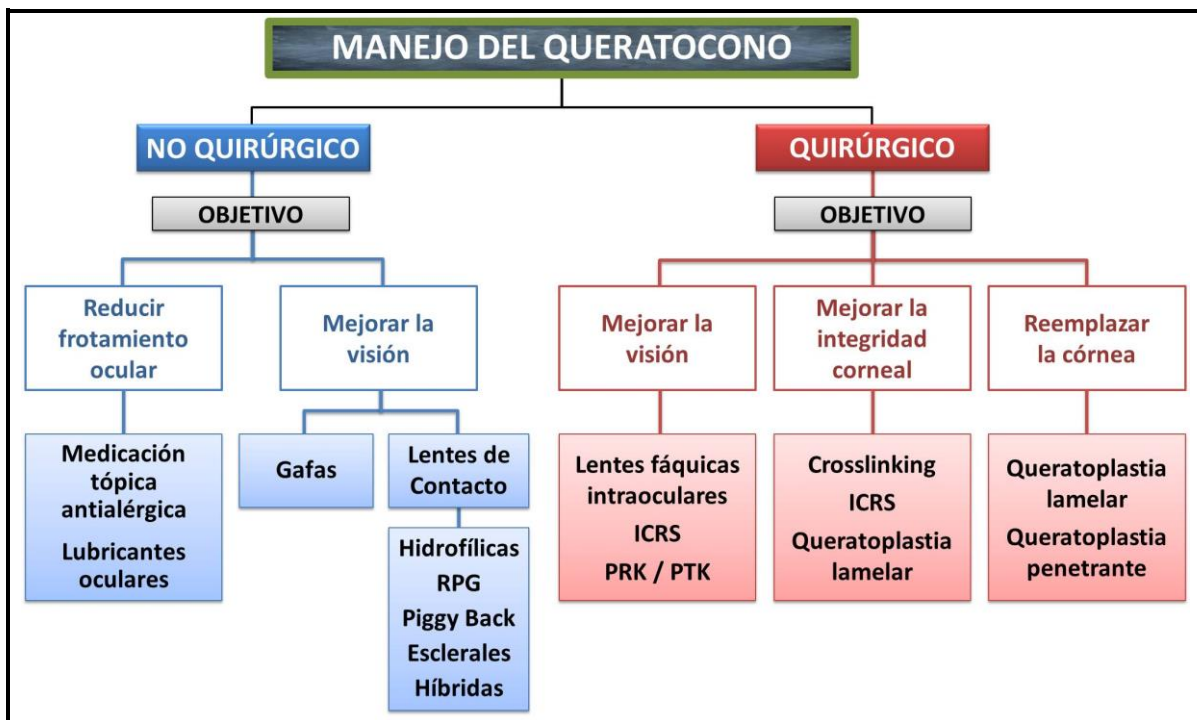 MANEJO DEL QUERATOCONO
NO QUIRÚRGICO
OBJETIVO
Reducir
frotamiento
ocular
Medicación
tópica
antialérgica
Lubricantes
oculares
Mejorar la
visión
Gafas
Lentes de
Contacto
Hidrofílicas
RPG
Piggy Back
Esclerales
Híbridas
QUIRÚRGICO
OBJETIVO
Mejorar la
visión
Lentes fáquicas
intraoculares
ICRS
PRK / PTK
Mejorar la
integridad
corneal
Crosslinking
ICRS
Queratoplastia
lamelar
Reemplazar
la córnea
Queratoplastia
lamelar
Queratoplastia
penetrante